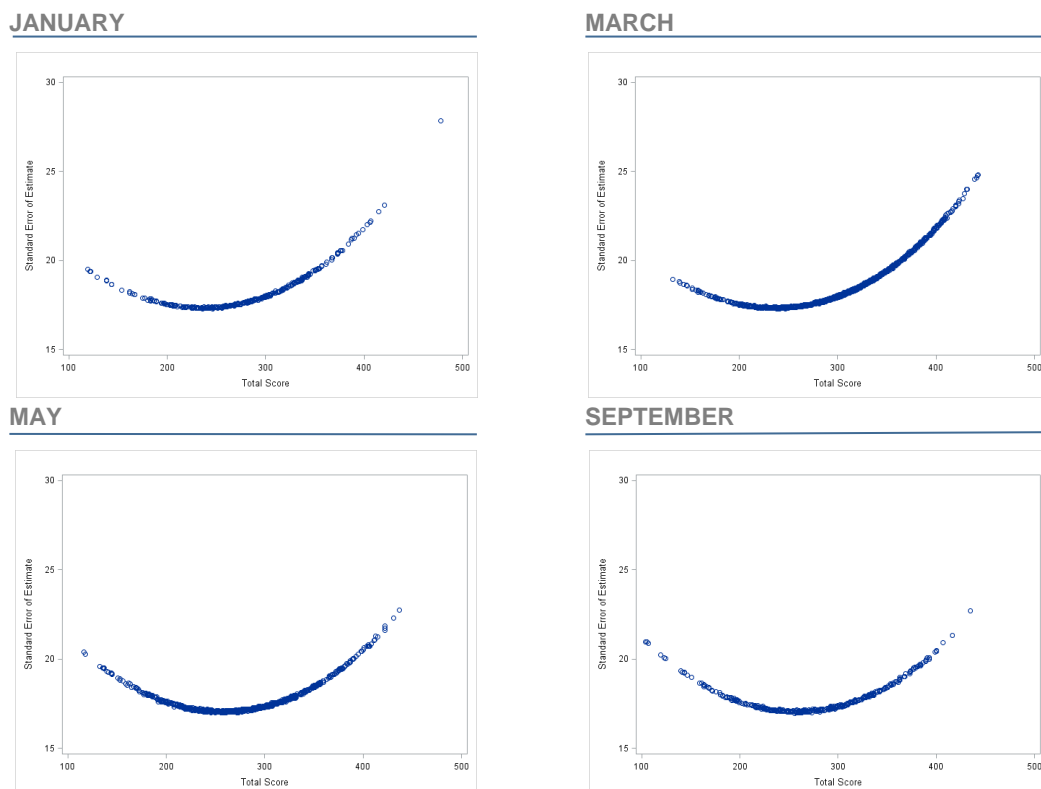 JANUARY
30
25
20
15
Standard Error of Estimate
100 200 300 400 500
Total Score
MARCH
30
25
20
15
Standard Error of Estimate
100 200 300 400 500
Total Score
MAY
30
25
20
15
Standard Error of Estimate
100 200 300 400 500
Total Score
SEPTEMBER
30
25
20
15
Standard Error of Estimate
100 200 300 400 500
Total Score